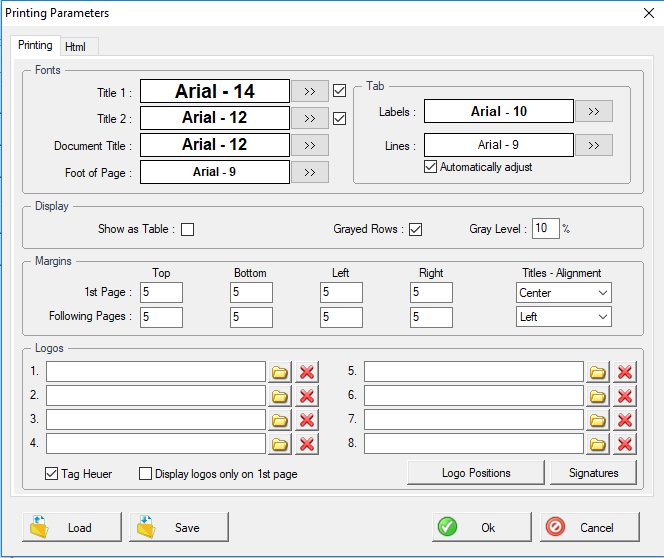 Printing Parameters
Printing Html
Fonts
Title 1 : Arial - 14 >>
Title 2 : Arial - 12 >>
Document Title : Arial - 12 >>
Foot of Page : Arial - 9 >>
Tab
Labels : Arial - 10 >>
Lines : Arial - 9 >>
Automatically adjust
Display
Show as Table : Grayed Rows : Gray Level : 10 %
Margins
Top Bottom Left Right Titles - Alignment
1st Page : 5 5 5 5 Center
Following Pages : 5 5 5 5 Left
Logos
1. 5.
2. 6.
3. 7.
4. 8.
Tag Heuer Display logos only on 1st page Logo Positions Signatures
Load Save Ok Cancel